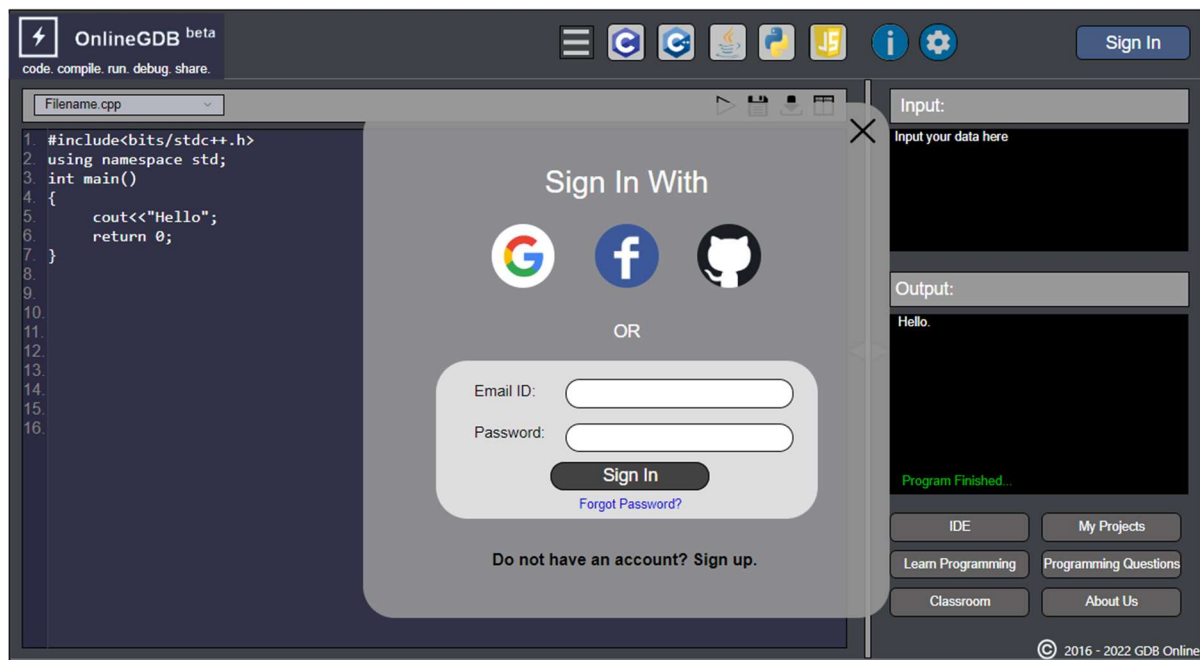 OnlineGDB beta
code. compile. run. debug. share.
Sign In
Filename.cpp
1. #include<bits/stdc++.h>
2. using namespace std;
3. int main()
4. {
5. cout<<"Hello";
6. return 0;
7. }
8.
9.
10.
11.
12.
13.
14.
15.
16.
Sign In With
OR
Email ID:
Password:
Sign In
Forgot Password?
Do not have an account? Sign up.
Input:
Input your data here
Output:
Hello.
Program Finished...
IDE My Projects
Learn Programming Programming Questions
Classroom About Us
© 2016 - 2022 GDB Online